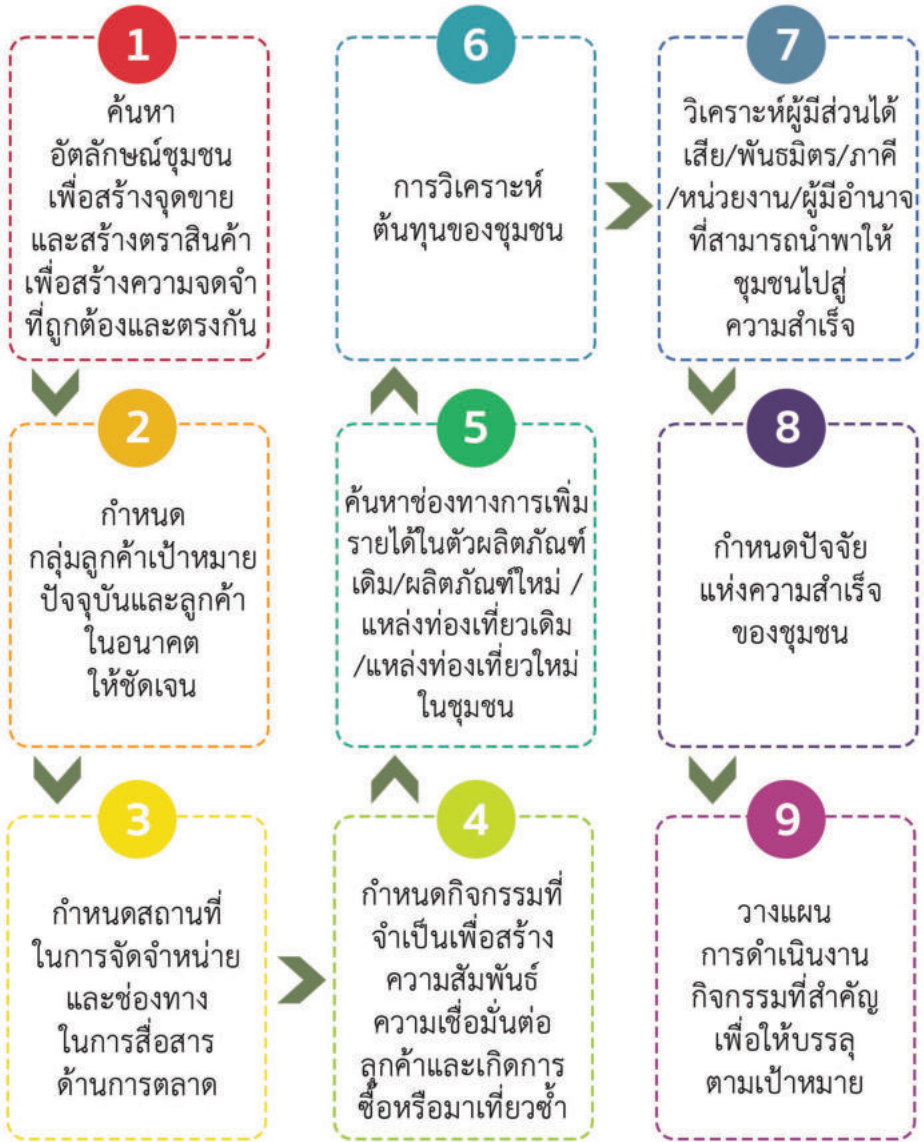 1
ค้นหา
อัตลักษณ์ชุมชน
เพื่อสร้างจุดขาย
และสร้างตราสินค้า
เพื่อสร้างความจดจำ
ที่ถูกต้องและตรงกัน
2
กำหนด
กลุ่มลูกค้าเป้าหมาย
ปัจจุบันและลูกค้า
ในอนาคต
ให้ชัดเจน
3
กำหนดสถานที่
ในการจัดจำหน่าย
และช่องทาง
ในการสื่อสาร
ด้านการตลาด
4
กำหนดกิจกรรมที่
จำเป็นเพื่อสร้าง
ความสัมพันธ์
ความเชื่อมั่นต่อ
ลูกค้าและเกิดการ
ซื้อหรือมาเที่ยวซ้ำ
5
ค้นหาช่องทางการเพิ่ม
รายได้ในตัวผลิตภัณฑ์
เดิม/ผลิตภัณฑ์ใหม่ /
แหล่งท่องเที่ยวเดิม
/แหล่งท่องเที่ยวใหม่
ในชุมชน
6
การวิเคราะห์
ต้นทุนของชุมชน
7
วิเคราะห์ผู้มีส่วนได้
เสีย/พันธมิตร/ภาคี
/หน่วยงาน/ผู้มีอำนาจ
ที่สามารถนำพาให้
ชุมชนไปสู่
ความสำเร็จ
8
กำหนดปัจจัย
แห่งความสำเร็จ
ของชุมชน
9
วางแผน
การดำเนินงาน
กิจกรรมที่สำคัญ
เพื่อให้บรรลุ
ตามเป้าหมาย